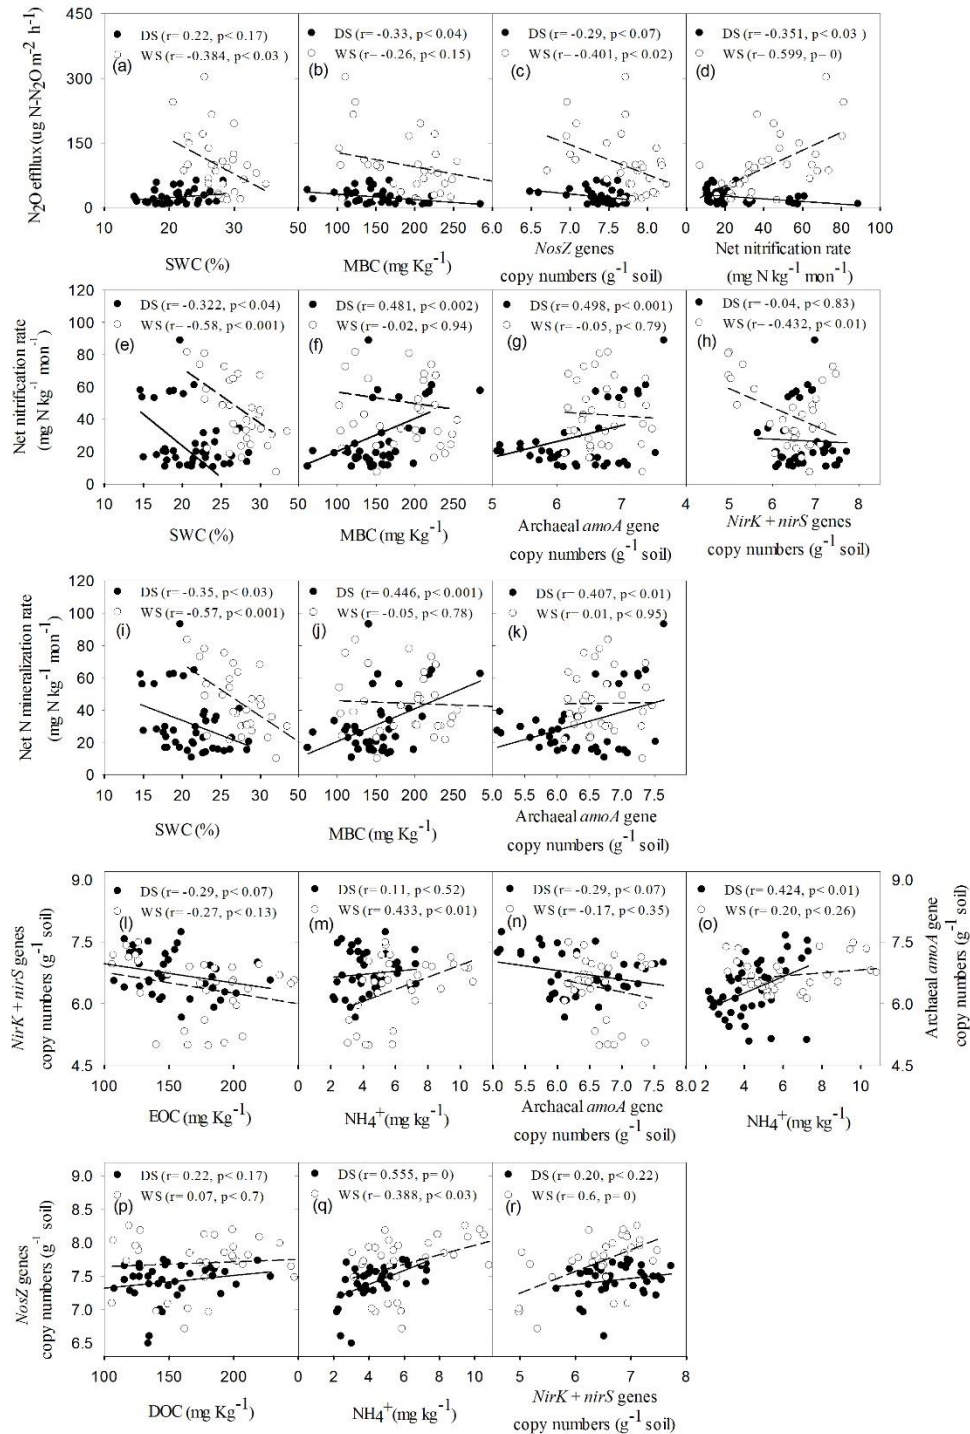 450
300
150
0
N₂O effllux (ug N-N₂O m⁻² h⁻¹)
DS (r= 0.22, p< 0.17)
WS (r= -0.384, p< 0.03 )
(a)
DS (r= -0.33, p< 0.04)
WS (r= -0.26, p< 0.15)
(b)
DS (r= -0.29, p< 0.07)
WS (r= -0.401, p< 0.02)
(c)
DS (r= -0.351, p< 0.03 )
WS (r= 0.599, p= 0)
(d)
10 20 30
100 200 6.0
6.5 7.0 7.5 8.0 0
20 40 60 80 100
SWC (%)
MBC (mg Kg⁻¹)
NosZ genes
copy numbers (g⁻¹ soil)
Net nitrification rate
(mg N kg⁻¹ mon⁻¹)
120
100
80
60
40
20
0
Net nitrification rate
(mg N kg⁻¹ mon⁻¹)
DS (r= -0.322, p< 0.04)
WS (r= -0.58, p< 0.001)
(e)
DS (r= 0.481, p< 0.002)
WS (r= -0.02, p< 0.94)
(f)
DS (r= 0.498, p< 0.001)
WS (r= -0.05, p< 0.79)
(g)
DS (r= -0.04, p< 0.83)
WS (r= -0.432, p< 0.01)
(h)
10 15 20 25 30 50
100 150 200 250 5
6 7 4
5 6 7 8
SWC (%)
MBC (mg Kg⁻¹)
Archaeal amoA gene
copy numbers (g⁻¹ soil)
NirK + nirS genes
copy numbers (g⁻¹ soil)
120
100
80
60
40
20
0
Net N mineralization rate
(mg N kg⁻¹ mon⁻¹)
DS (r= -0.35, p< 0.03)
WS (r= -0.57, p< 0.001)
(i)
DS (r= 0.446, p< 0.001)
WS (r= -0.05, p< 0.78)
(j)
DS (r= 0.407, p< 0.01)
WS (r= 0.01, p< 0.95)
(k)
10 15 20 25 30 50
100 150 200 250 5.0
5.5 6.0 6.5 7.0 7.5
SWC (%)
MBC (mg Kg⁻¹)
Archaeal amoA gene
copy numbers (g⁻¹ soil)
9.0
7.5
6.0
4.5
NirK + nirS genes
copy numbers (g⁻¹ soil)
DS (r= -0.29, p< 0.07)
WS (r= -0.27, p< 0.13)
(l)
DS (r= 0.11, p< 0.52)
WS (r= 0.433, p< 0.01)
(m)
DS (r= -0.29, p< 0.07)
WS (r= -0.17, p< 0.35)
(n)
DS (r= 0.424, p< 0.01)
WS (r= 0.20, p< 0.26)
(o)
9.0
7.5
6.0
4.5
Archaeal amoA gene
copy numbers (g⁻¹ soil)
100 150 200 0
2 4 6 8 10
5.0 5.5 6.0 6.5 7.0 7.5 8.0
2 4 6 8 10
EOC (mg Kg⁻¹)
NH₄⁺(mg kg⁻¹)
Archaeal amoA gene
copy numbers (g⁻¹ soil)
NH₄⁺(mg kg⁻¹)
9.0
8.5
8.0
7.5
7.0
6.5
NosZ genes
copy numbers (g⁻¹ soil)
DS (r= 0.22, p< 0.17)
WS (r= 0.07, p< 0.7)
(p)
DS (r= 0.555, p= 0)
WS (r= 0.388, p< 0.03)
(q)
DS (r= 0.20, p< 0.22)
WS (r= 0.6, p= 0)
(r)
100 150 200 0
2 4 6 8 10
5 6 7 8
DOC (mg Kg⁻¹)
NH₄⁺(mg kg⁻¹)
NirK + nirS genes
copy numbers (g⁻¹ soil)